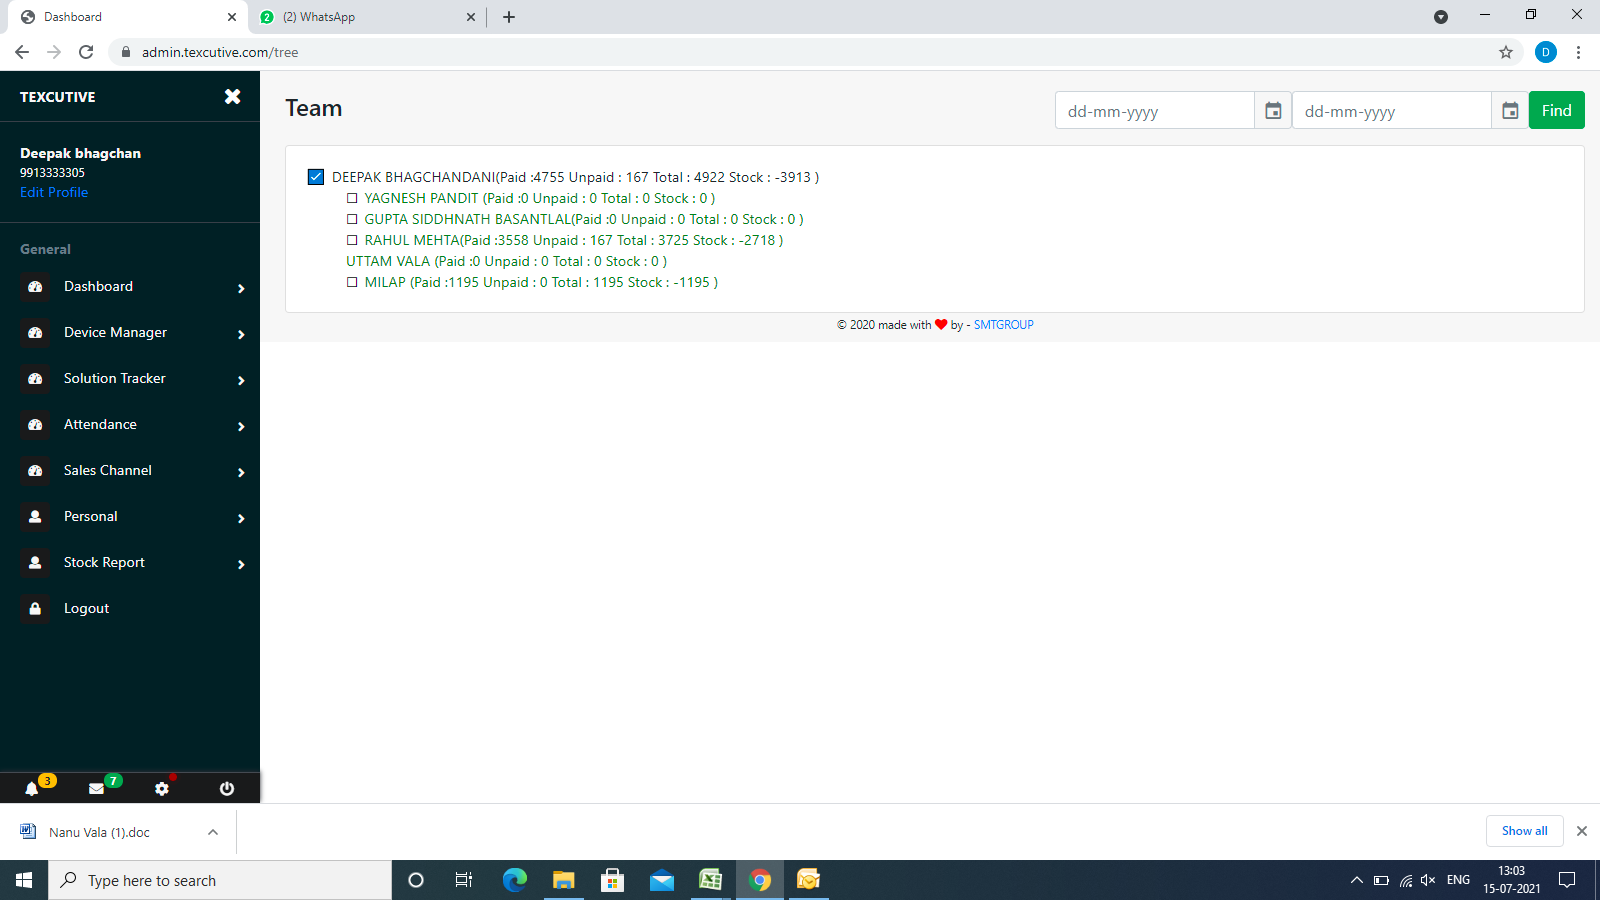 Dashboard
2
(2) WhatsApp
admin.texcutive.com/tree
D
TEXCUTIVE
Deepak bhagchan
9913333305
Edit Profile
General
Dashboard
Device Manager
Solution Tracker
Attendance
Sales Channel
Personal
Stock Report
Logout
3
7
Team
dd-mm-yyyy
dd-mm-yyyy
Find
DEEPAK BHAGCHANDANI(Paid :4755 Unpaid : 167 Total : 4922 Stock : -3913 )
YAGNESH PANDIT (Paid :0 Unpaid : 0 Total : 0 Stock : 0 )
GUPTA SIDDHNATH BASANTLAL(Paid :0 Unpaid : 0 Total : 0 Stock : 0 )
RAHUL MEHTA(Paid :3558 Unpaid : 167 Total : 3725 Stock : -2718 )
UTTAM VALA (Paid :0 Unpaid : 0 Total : 0 Stock : 0 )
MILAP (Paid :1195 Unpaid : 0 Total : 1195 Stock : -1195 )
© 2020 made with ❤ by - SMTGROUP
Nanu Vala (1).doc
Show all
Type here to search
ENG
13:03
15-07-2021